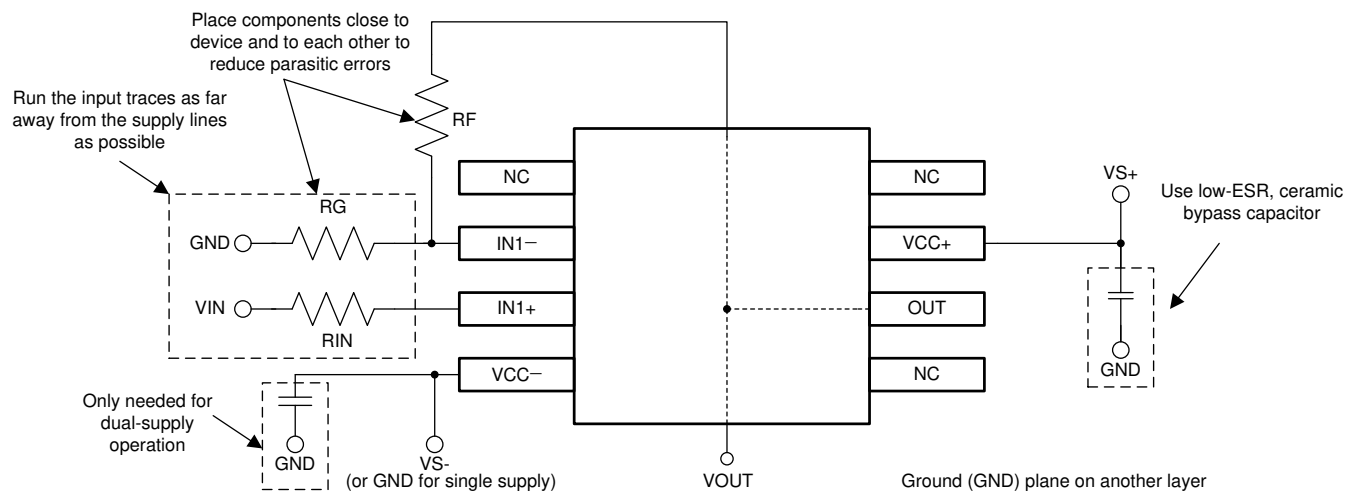 Place components close to
device and to each other to
reduce parasitic errors
Run the input traces as far
away from the supply lines
as possible
RF
NC
NC
VS+
Use low-ESR, ceramic
bypass capacitor
RG
GND
IN1−
VCC+
VIN
IN1+
OUT
RIN
GND
VCC−
NC
Only needed for
dual-supply
operation
GND
VS-
(or GND for single supply)
VOUT
Ground (GND) plane on another layer